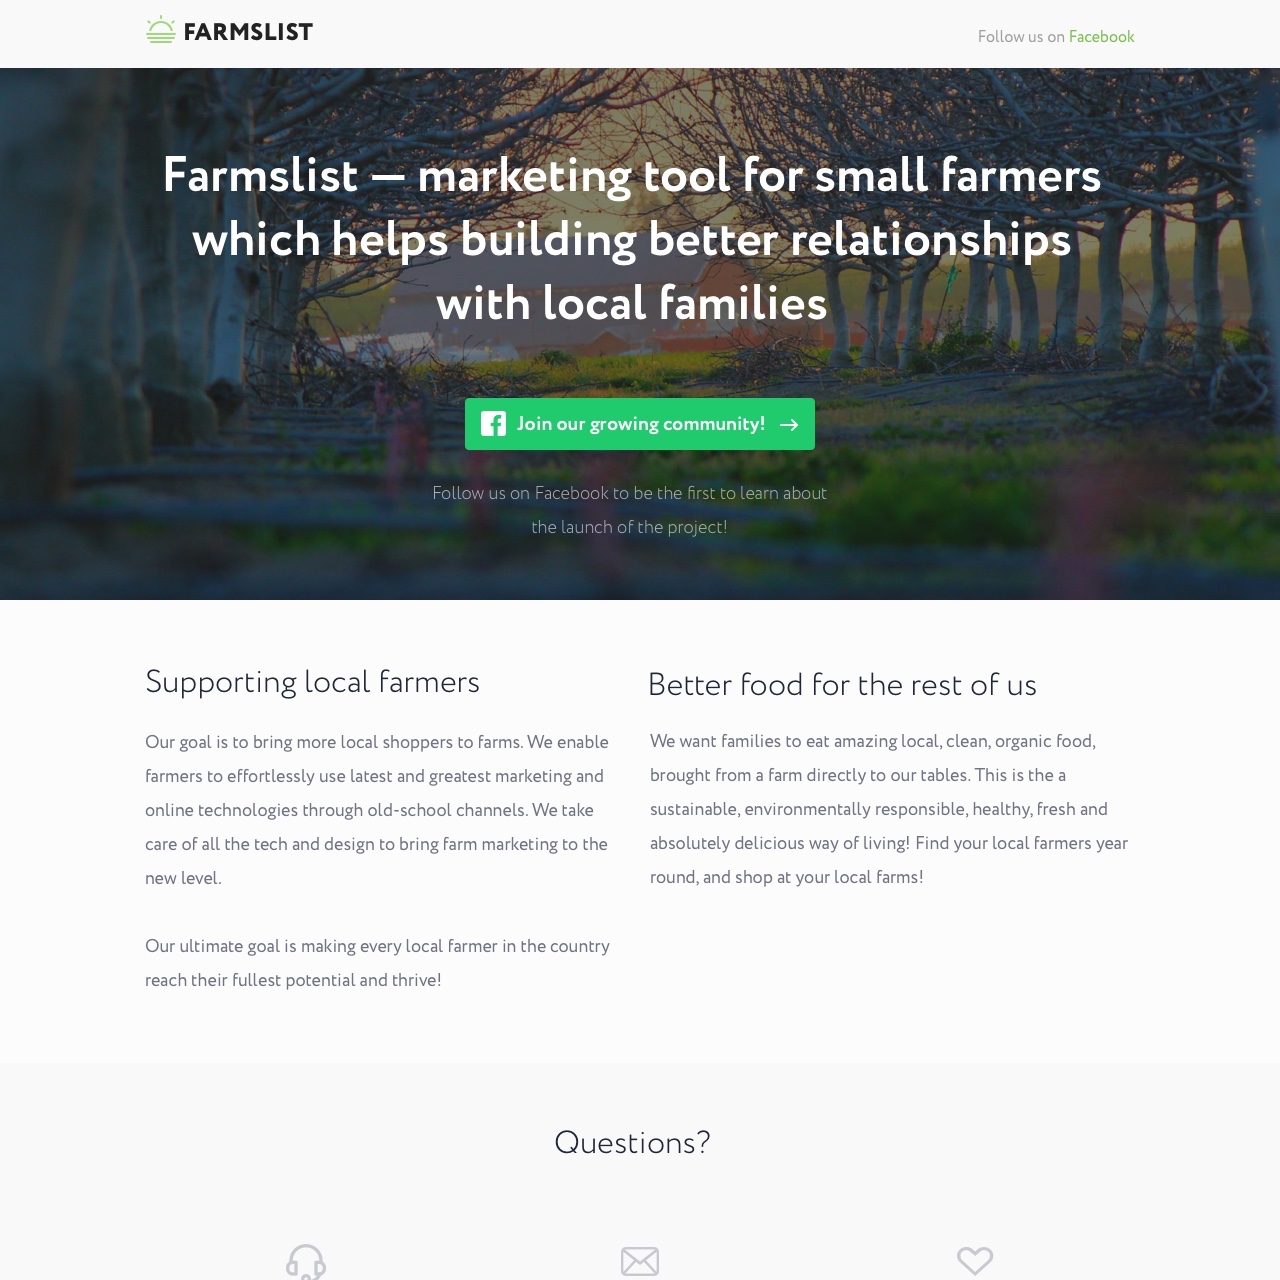 FARMSLIST
Follow us on Facebook
Farmslist — marketing tool for small farmers
which helps building better relationships
with local families
Join our growing community! →
Follow us on Facebook to be the first to learn about
the launch of the project!
Supporting local farmers
Our goal is to bring more local shoppers to farms. We enable
farmers to effortlessly use latest and greatest marketing and
online technologies through old-school channels. We take
care of all the tech and design to bring farm marketing to the
new level.
Our ultimate goal is making every local farmer in the country
reach their fullest potential and thrive!
Better food for the rest of us
We want families to eat amazing local, clean, organic food,
brought from a farm directly to our tables. This is the a
sustainable, environmentally responsible, healthy, fresh and
absolutely delicious way of living! Find your local farmers year
round, and shop at your local farms!
Questions?